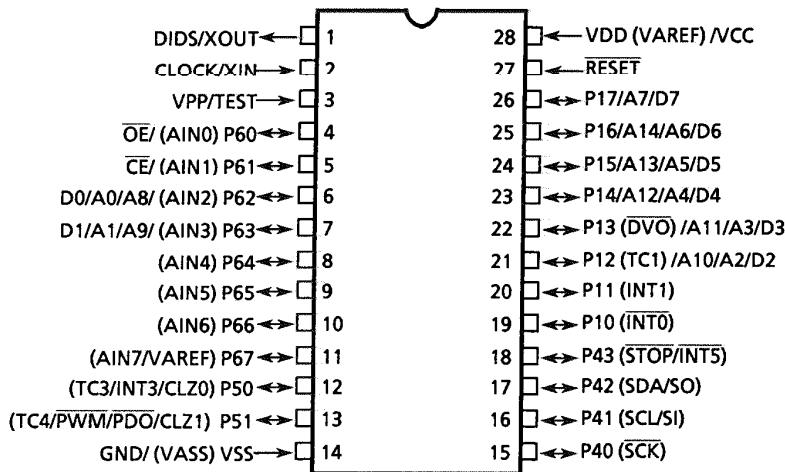 DIDS/XOUT 1 28 VDD (VAREF) /VCC
CLOCK/XIN 2 27 RESET
VPP/TEST 3 26 P17/A7/D7
OE/ (AIN0) P60 4 25 P16/A14/A6/D6
CE/ (AIN1) P61 5 24 P15/A13/A5/D5
D0/A0/A8/ (AIN2) P62 6 23 P14/A12/A4/D4
D1/A1/A9/ (AIN3) P63 7 22 P13 (DVO) /A11/A3/D3
(AIN4) P64 8 21 P12 (TC1) /A10/A2/D2
(AIN5) P65 9 20 P11 (INT1)
(AIN6) P66 10 19 P10 (INT0)
(AIN7/VAREF) P67 11 18 P43 (STOP/INT5)
(TC3/INT3/CLZ0) P50 12 17 P42 (SDA/SO)
(TC4/PWM/PDO/CLZ1) P51 13 16 P41 (SCL/SI)
GND/ (VASS) VSS 14 15 P40 (SCK)